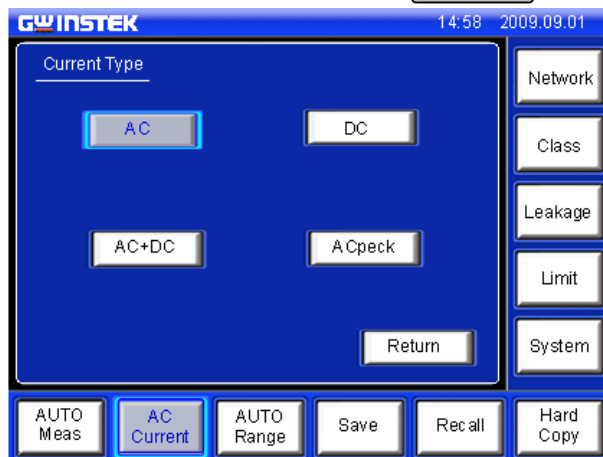 GWINSTEK 14:58 2009.09.01
Current Type
AC DC
AC+DC ACpeck
Return
Network
Class
Leakage
Limit
System
AUTO Meas
AC Current
AUTO Range
Save
Recall
Hard Copy